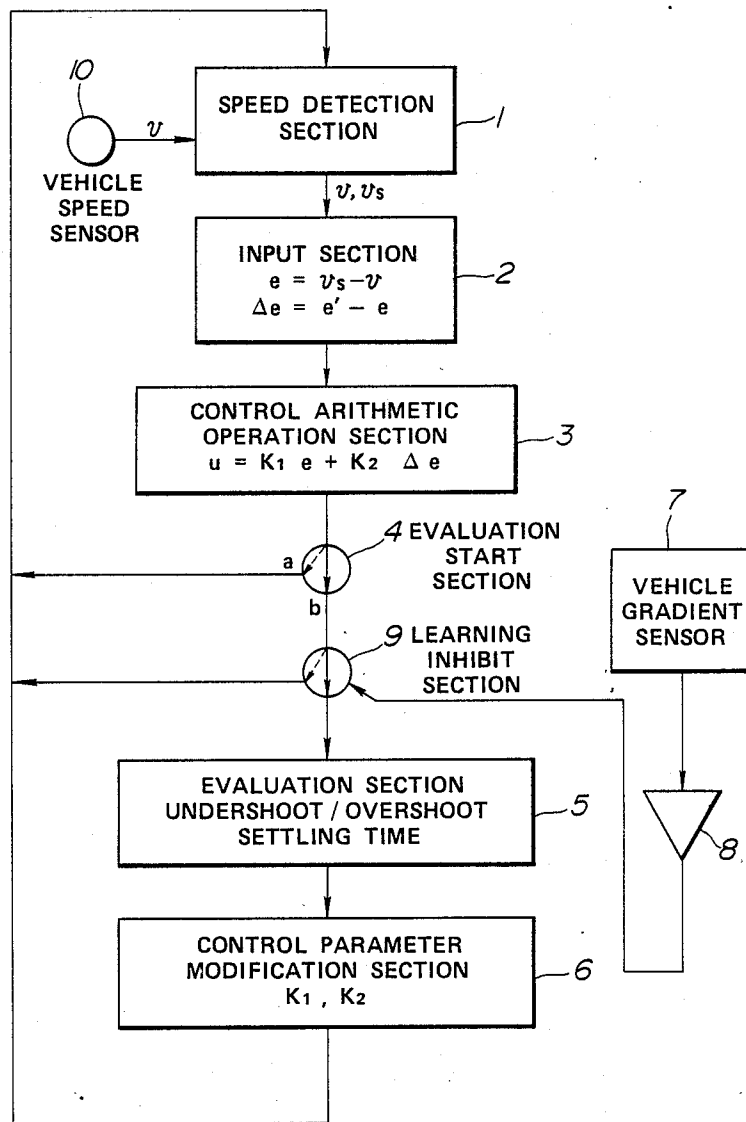 10
SPEED DETECTION
SECTION
1
v
VEHICLE
SPEED
SENSOR
v, vs
INPUT SECTION
e = vs-v
Δe = e' - e
2
CONTROL ARITHMETIC
OPERATION SECTION
u = K1 e + K2 Δ e
3
4 EVALUATION
START
SECTION
a
b
7
VEHICLE
GRADIENT
SENSOR
9 LEARNING
INHIBIT
SECTION
EVALUATION SECTION
UNDERSHOOT / OVERSHOOT
SETTLING TIME
5
8
CONTROL PARAMETER
MODIFICATION SECTION
K1 , K2
6